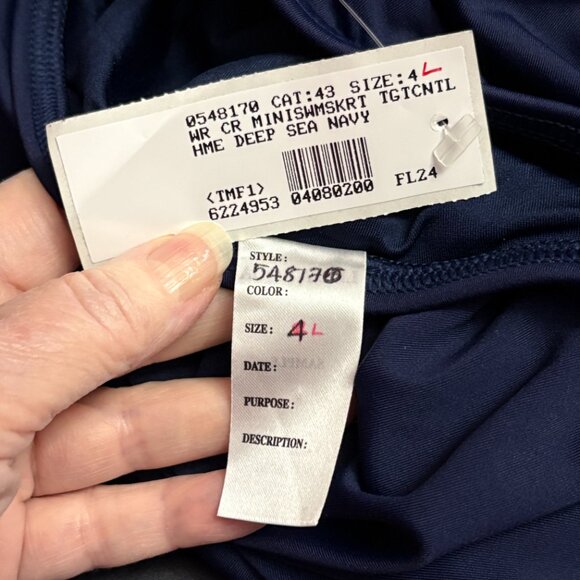 0548170 CAT:43 SIZE:4L
WR CR MINISWMSKRT TGTCNTL
HME DEEP SEA NAVY
<TMF1>
6224953 04080200 FL24
STYLE:
548170
COLOR:
SIZE: 4L
DATE:
PURPOSE:
DESCRIPTION: